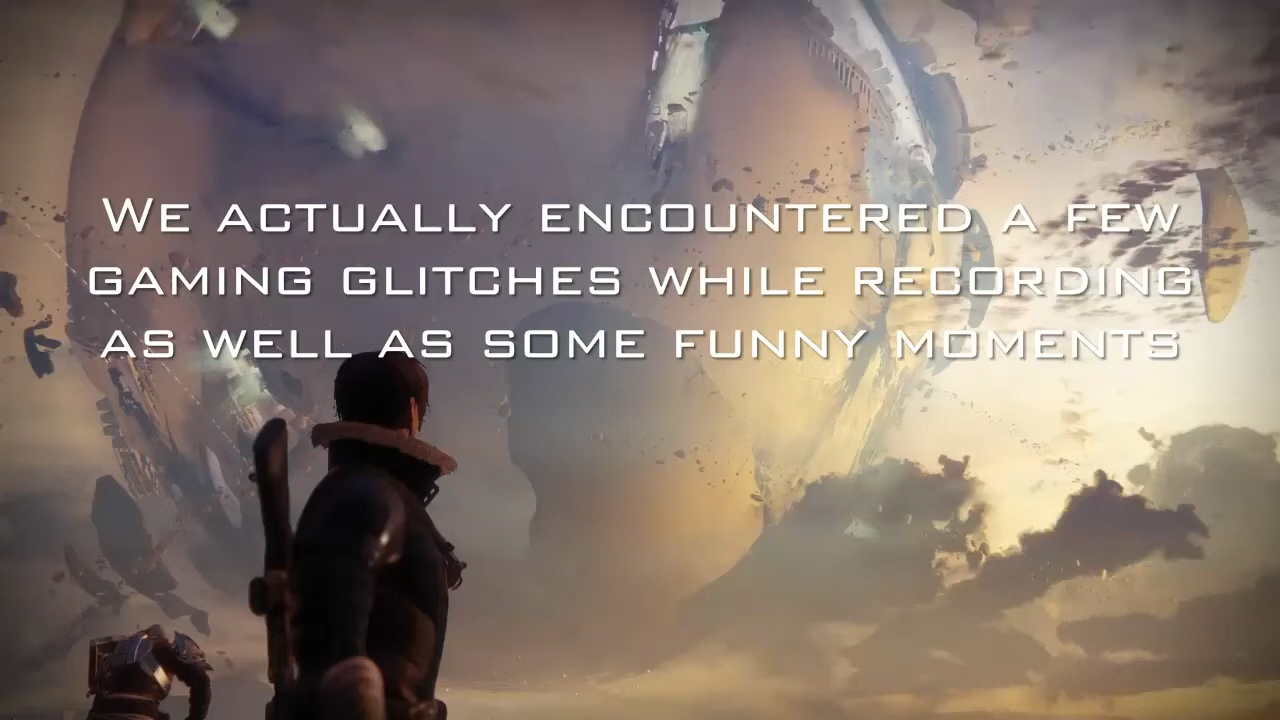 We actually encountered a few
gaming glitches while recording
as well as some funny moments